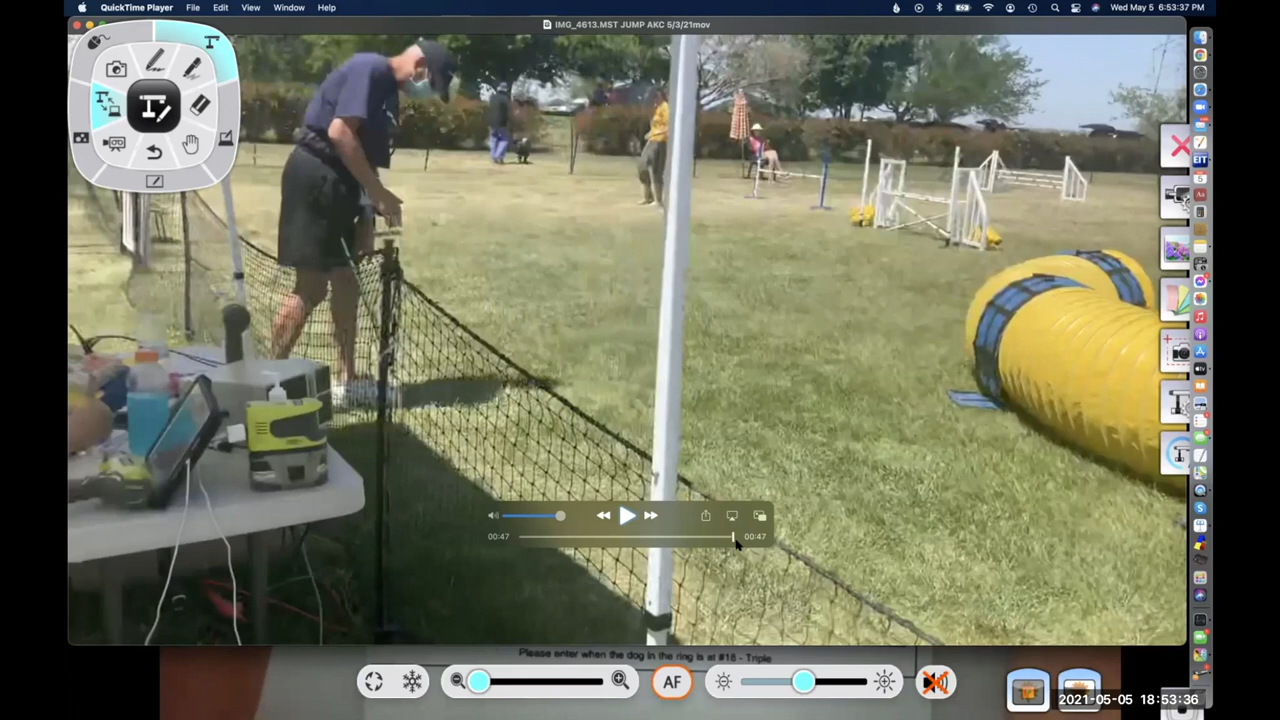 QuickTime Player File Edit View Window Help
Wed May 5 6:53:37 PM
IMG_4613.MST JUMP AKC 5/3/21mov
EIT
00:47
00:47
Please enter when the dog in the ring is at #18 - Triple
AF
2021-05-05 18:53:36